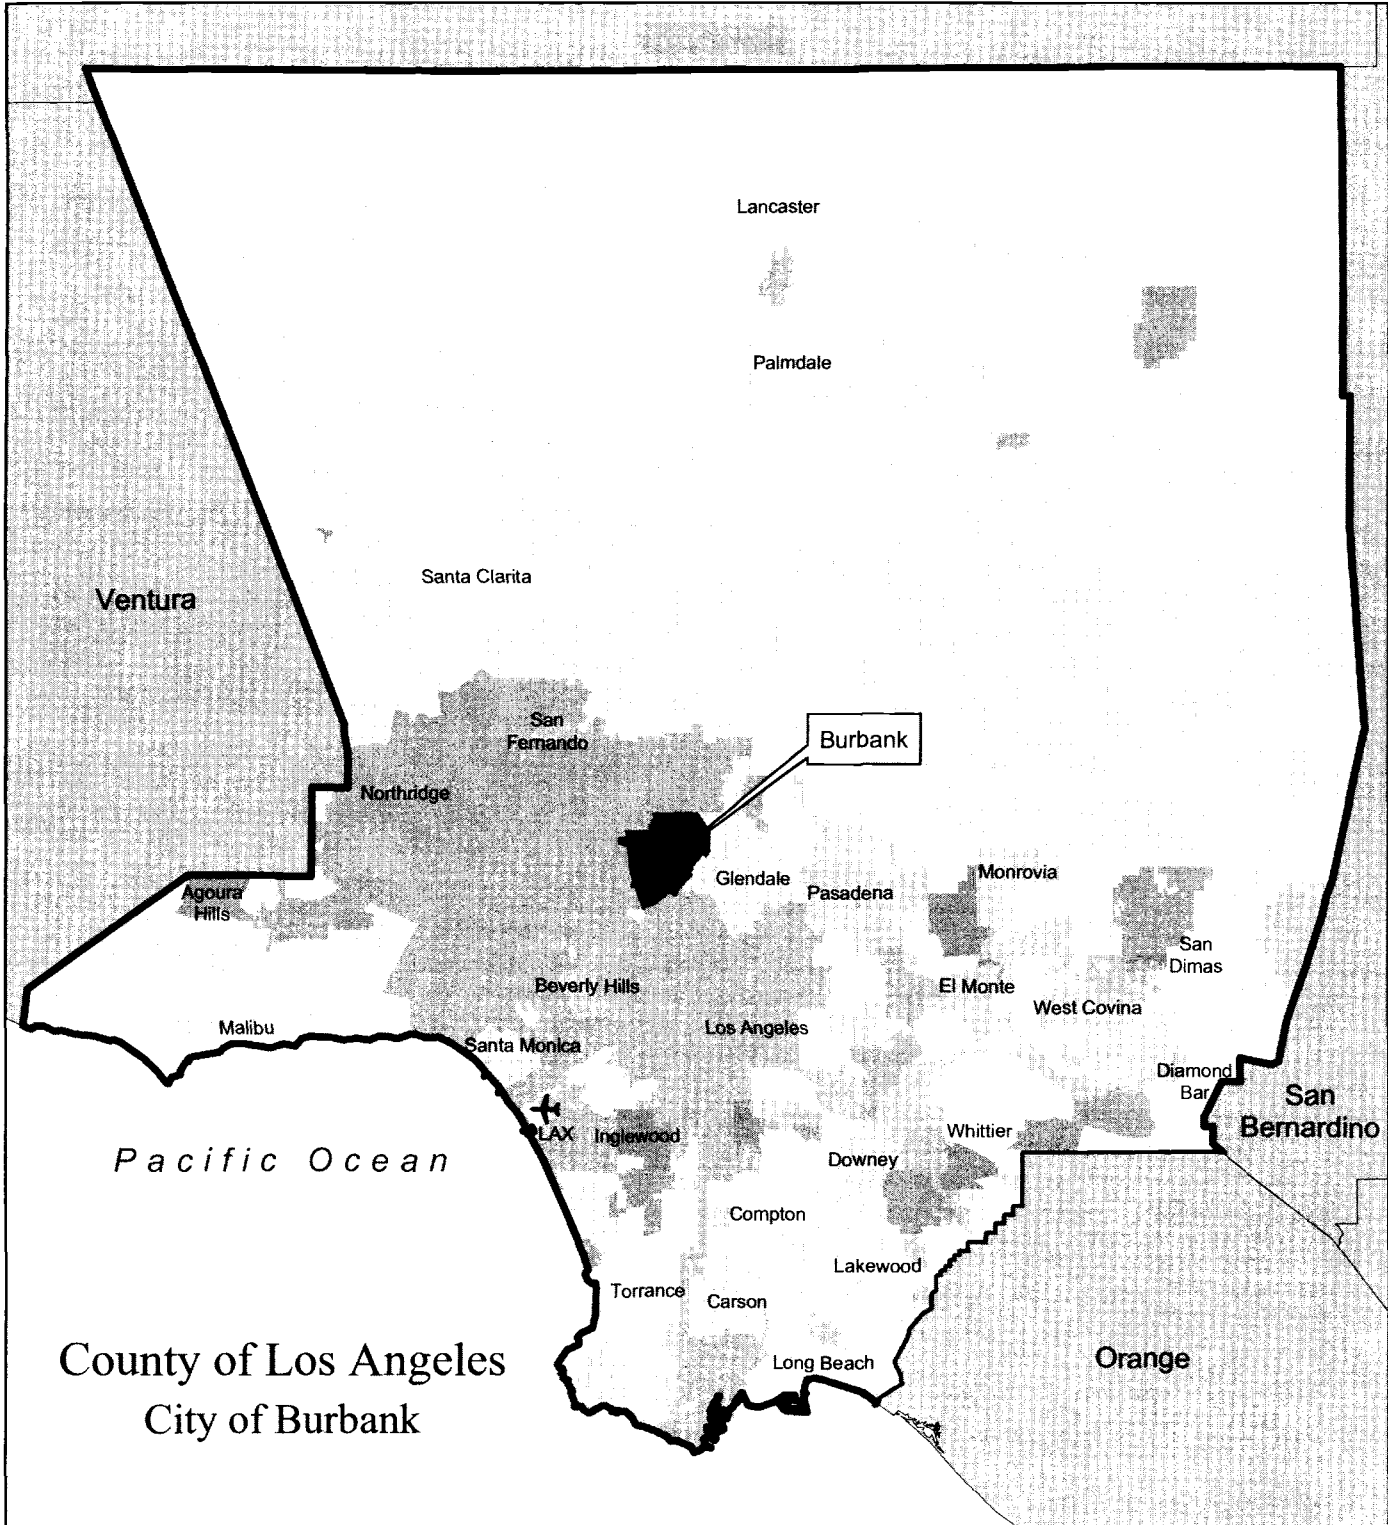 Lancaster
Palmdale
Santa Clarita
Ventura
San
Fernando
Burbank
Northridge
Glendale
Pasadena
Monrovia
Agoura
Hills
San
Dimas
Beverly Hills
El Monte
West Covina
Malibu
Los Angeles
Santa Monica
Diamond
Bar
San
Bernardino
LAX
Inglewood
Whittier
Pacific Ocean
Downey
Compton
Lakewood
Torrance
Carson
County of Los Angeles
City of Burbank
Long Beach
Orange